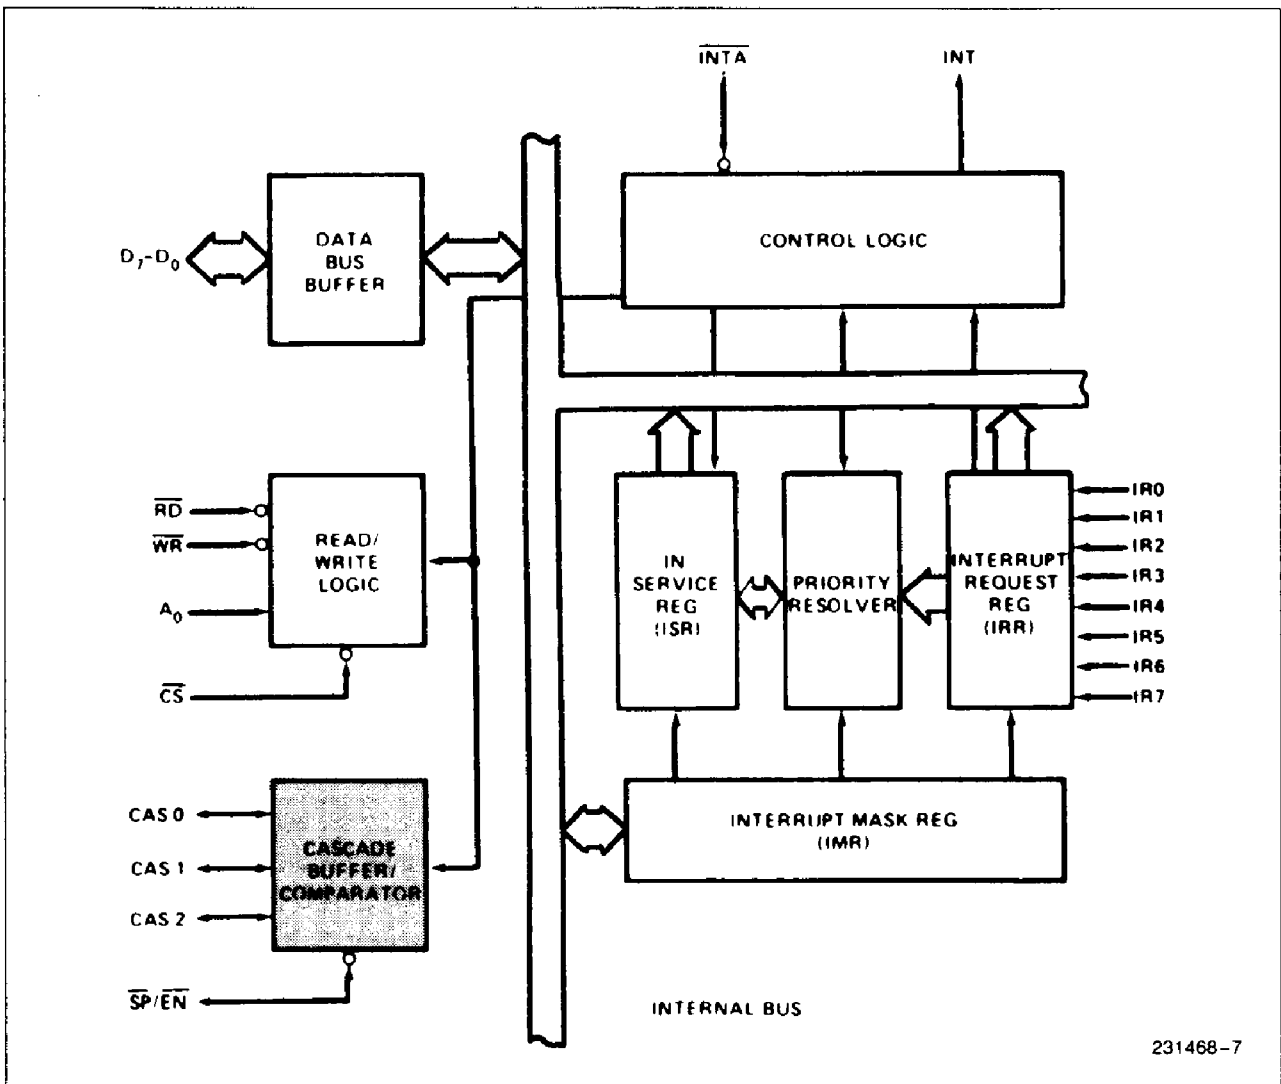 INTA
INT
CONTROL LOGIC
D7-D0
DATA
BUS
BUFFER
RD
WR
A0
CS
READ/
WRITE
LOGIC
IN
SERVICE
REG
(ISR)
PRIORITY
RESOLVER
INTERRUPT
REQUEST
REG
(IRR)
IR0
IR1
IR2
IR3
IR4
IR5
IR6
IR7
CAS 0
CAS 1
CAS 2
SP/EN
CASCADE
BUFFER/
COMPARATOR
INTERRUPT MASK REG
(IMR)
INTERNAL BUS
231468-7